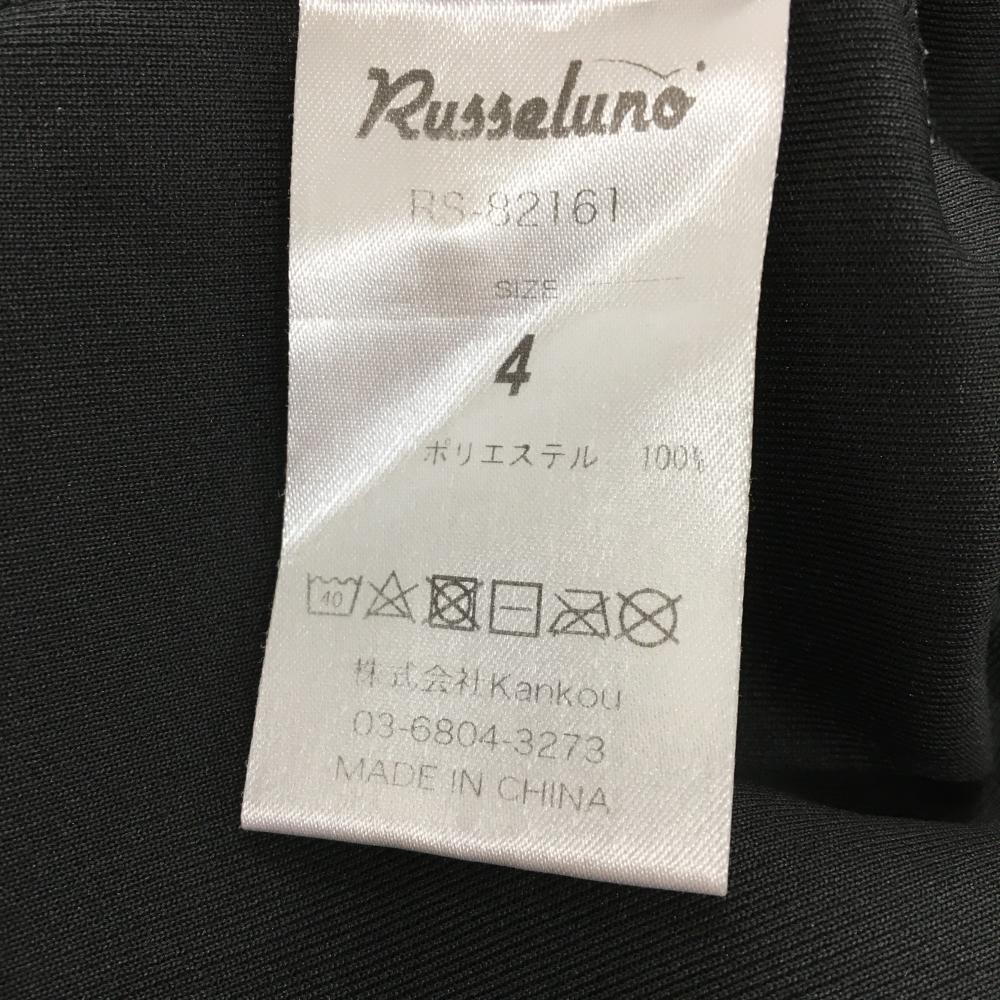 Russeluno
RS-82161
SIZE
4
ポリエステル 100%
40
株式会社Kankou
03-6804-3273
MADE IN CHINA